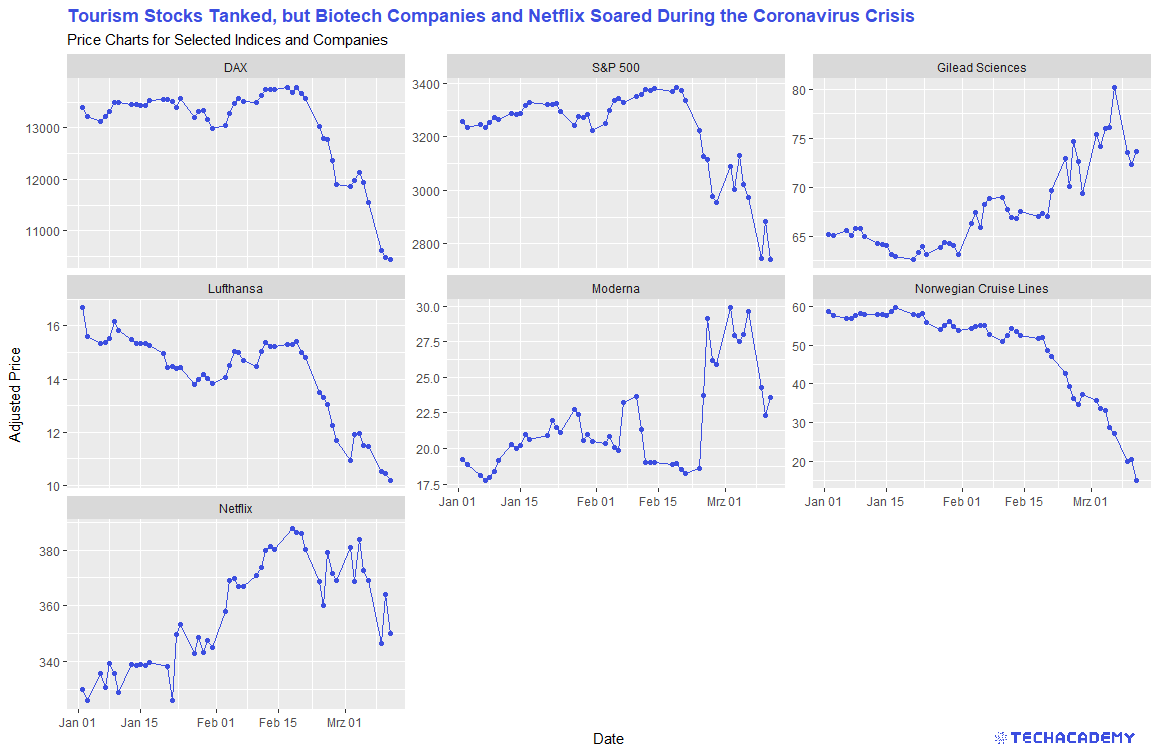 Tourism Stocks Tanked, but Biotech Companies and Netflix Soared During the Coronavirus Crisis
Price Charts for Selected Indices and Companies
DAX
13000
12000
11000
S&P 500
3400
3200
3000
2800
Gilead Sciences
80
75
70
65
Lufthansa
16
14
12
10
Moderna
30.0
27.5
25.0
22.5
20.0
17.5
Jan 01 Jan 15 Feb 01 Feb 15 Mrz 01
Norwegian Cruise Lines
60
50
40
30
20
Jan 01 Jan 15 Feb 01 Feb 15 Mrz 01
Netflix
380
360
340
Jan 01 Jan 15 Feb 01 Feb 15 Mrz 01
Adjusted Price
Date
TECHACADEMY